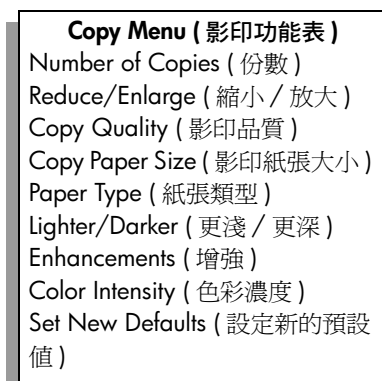 Copy Menu ( 影印功能表 )
Number of Copies ( 份數 )
Reduce/Enlarge ( 縮小 / 放大 )
Copy Quality ( 影印品質 )
Copy Paper Size ( 影印紙張大小 )
Paper Type ( 紙張類型 )
Lighter/Darker ( 更淺 / 更深 )
Enhancements ( 增強 )
Color Intensity ( 色彩濃度 )
Set New Defaults ( 設定新的預設
值 )